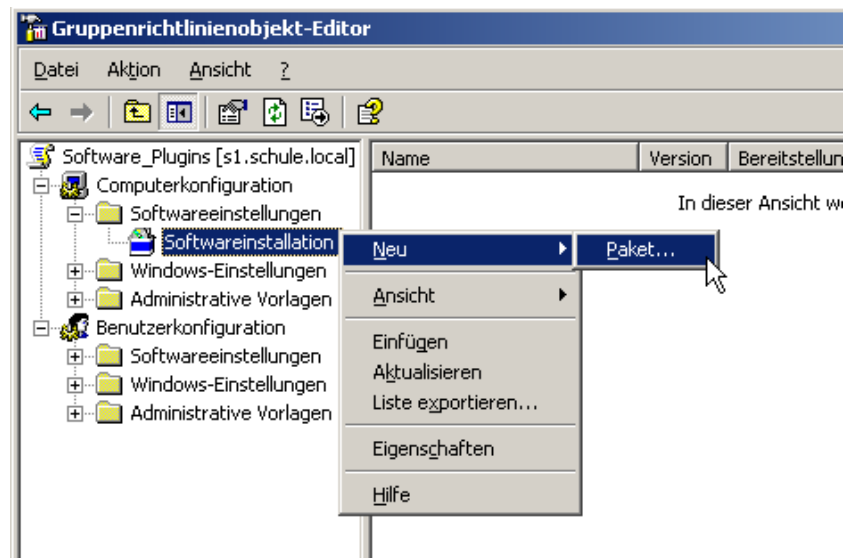 Gruppenrichtlinienobjekt-Editor
Datei Aktion Ansicht ?
Software_Plugins [s1.schule.local]
Computerkonfiguration
Softwareeinstellungen
Softwareinstallation
Windows-Einstellungen
Administrative Vorlagen
Benutzerkonfiguration
Softwareeinstellungen
Windows-Einstellungen
Administrative Vorlagen
Name Version Bereitstellun
In dieser Ansicht we
Neu
Ansicht
Einfügen
Aktualisieren
Liste exportieren...
Eigenschaften
Hilfe
Paket...